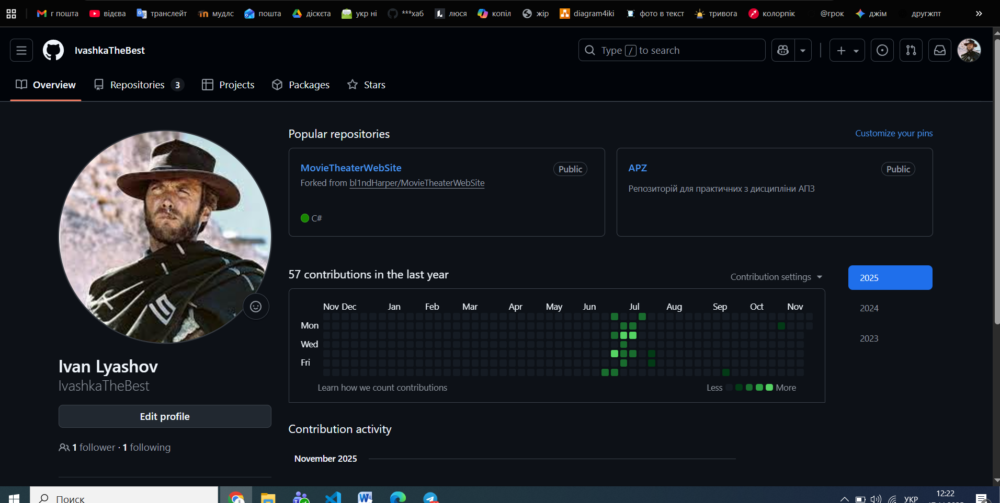 г пошта відєва транслейт мудлс пошта діскєта укр ні ***хаб люся копіл жір diagram4iki фото в текст тривога колорпік @грок джім другжпт
IvashkaTheBest
Type / to search
Overview Repositories 3 Projects Packages Stars
Popular repositories
Customize your pins
MovieTheaterWebSite Public
Forked from bl1ndHarper/MovieTheaterWebSite
C#
APZ Public
Репозиторій для практичних з дисципліни АПЗ
57 contributions in the last year
Contribution settings
2025
2024
2023
Nov Dec Jan Feb Mar Apr May Jun Jul Aug Sep Oct Nov
Mon
Wed
Fri
Learn how we count contributions
Less More
Ivan Lyashov
IvashkaTheBest
Edit profile
1 follower · 1 following
Contribution activity
November 2025
Поиск
УКР
12:22